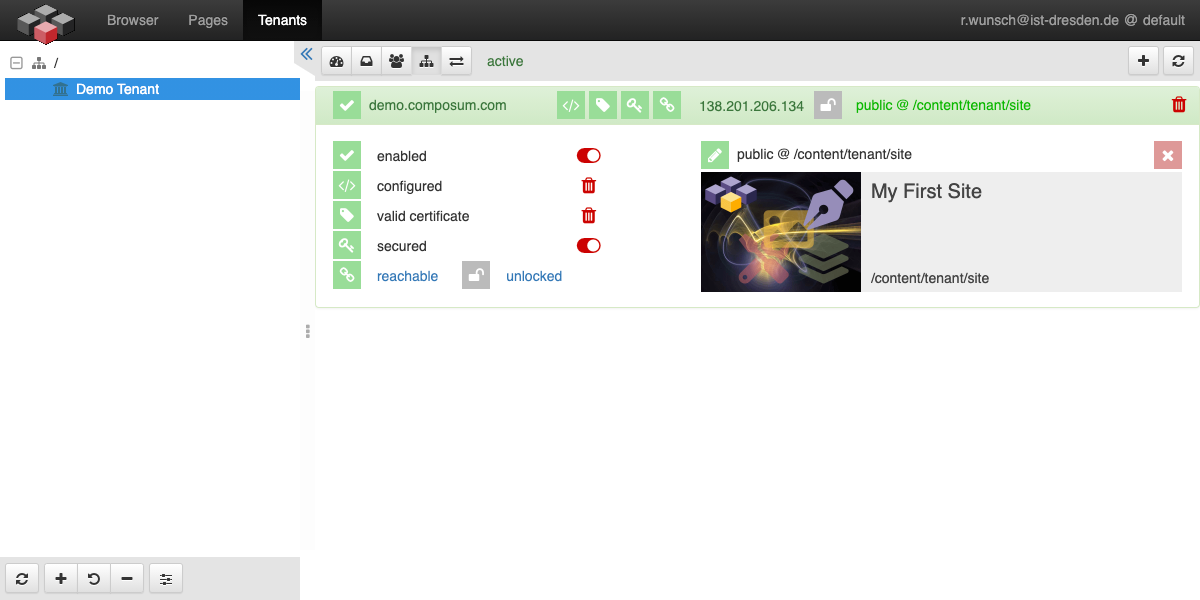 Browser Pages Tenants r.wunsch@ist-dresden.de @ default
/
Demo Tenant
active
demo.composum.com 138.201.206.134 public @ /content/tenant/site
enabled
configured
valid certificate
secured
reachable unlocked
public @ /content/tenant/site
My First Site
/content/tenant/site